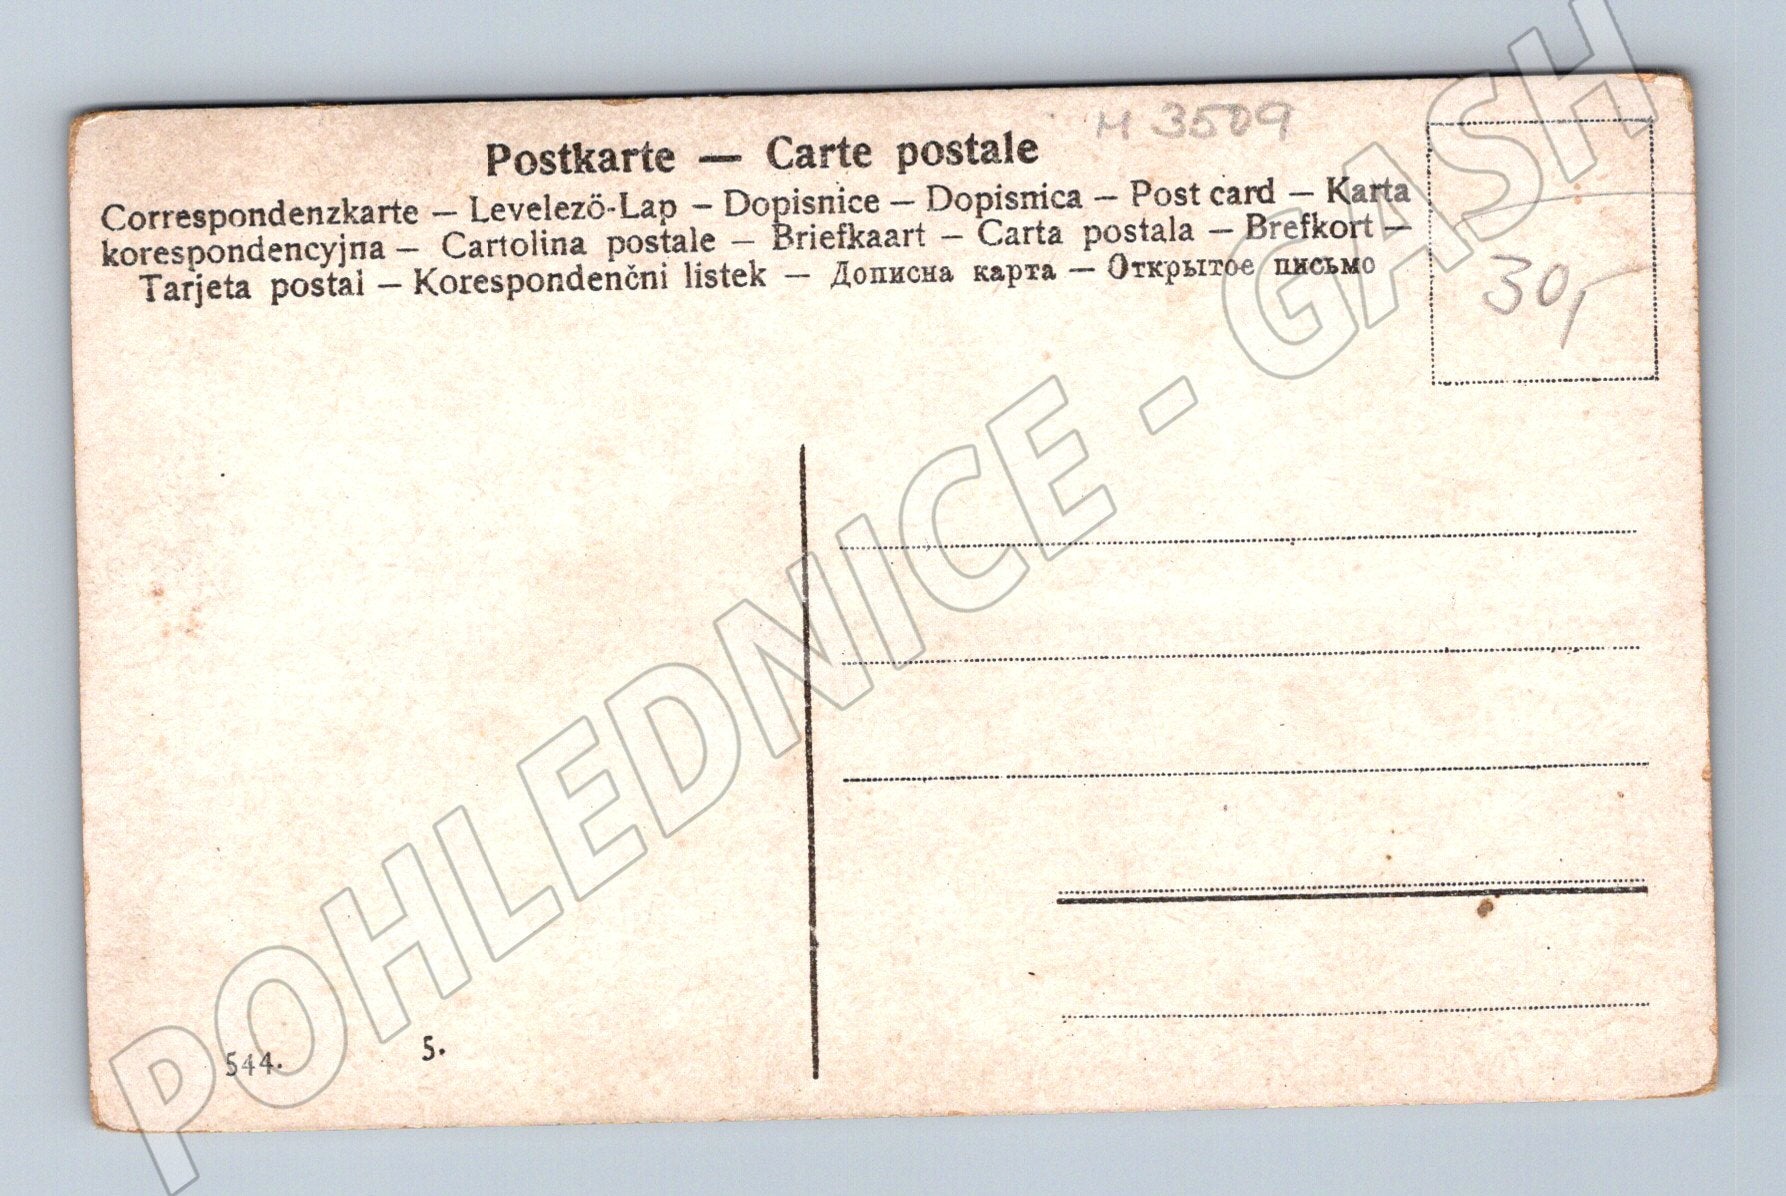 M 3509
Postkarte — Carte postale
Correspondenzkarte – Levelező-Lap – Dopisnice – Dopisnica – Post card – Karta
korespondencyjna – Cartolina postale – Briefkaart – Carta postala – Brefkort –
Tarjeta postal – Korespondenčni listek – Дописна карта – Открытое письмо
30,-
POHLEDNICE - GASH
544.
5.